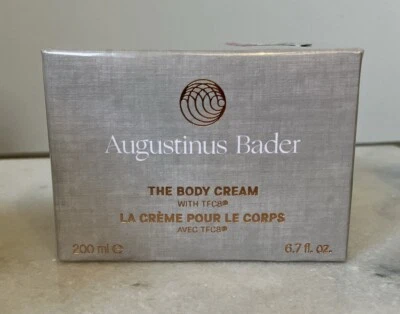 Augustinus Bader
THE BODY CREAM
WITH TFC8®
LA CRÈME POUR LE CORPS
AVEC TFC8®
200 ml ℮ 6.7 fl. oz.